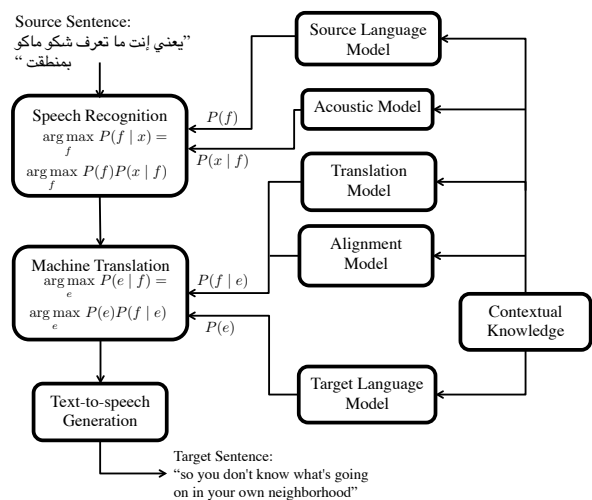 Source Sentence:
”يعني إنت ما تعرف شكو ماكو
بمنطقت “
Source Language
Model
Speech Recognition
arg max P(f | x) =
f
arg max P(f)P(x | f)
f
P(f)
Acoustic Model
P(x | f)
Translation
Model
Alignment
Model
Machine Translation
arg max P(e | f) =
e
arg max P(e)P(f | e)
e
P(f | e)
P(e)
Contextual
Knowledge
Target Language
Model
Text-to-speech
Generation
Target Sentence:
“so you don't know what's going
on in your own neighborhood”